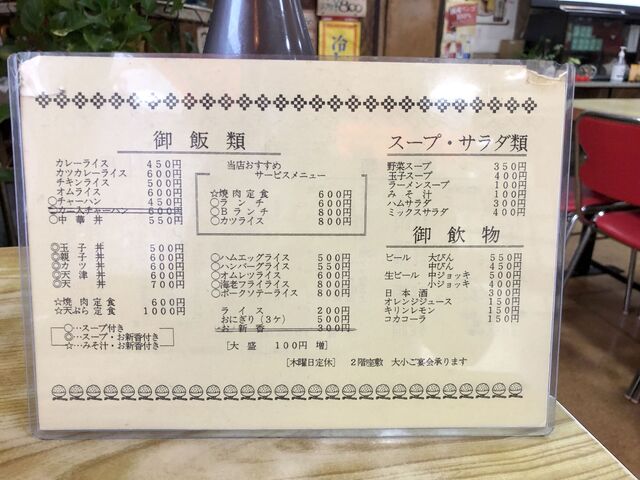 冷
御飯類
カレーライス 450円
カツカレーライス 600円
チキンライス 500円
オムライス 600円
○チャーハン 450円
○カニ入チャーハン 600円
○中華丼 550円
◎玉子丼 500円
◎親子丼 600円
◎カツ丼 600円
◎天津丼 600円
◎天丼 700円
☆焼肉定食 600円
☆天ぷら定食 1000円
○…スープ付き
◎…スープ・お新香付き
☆…みそ汁・お新香付き
当店おすすめ
サービスメニュー
☆焼肉定食 600円
○ランチ 600円
○Bランチ 800円
○カツライス 800円
○ハムエッグライス 500円
○ハンバーグライス 550円
○オムレツライス 600円
○海老フライライス 800円
○ポークソテーライス 800円
ライス 200円
おにぎり(3ケ) 500円
お新香 300円
[大盛 100円 増]
スープ・サラダ類
野菜スープ 350円
玉子スープ 400円
ラーメンスープ 100円
みそ汁 100円
ハムサラダ 300円
ミックスサラダ 400円
御飲物
ビール 大びん 550円
中びん 450円
生ビール 中ジョッキ 500円
小ジョッキ 400円
日本酒 300円
オレンジジュース 150円
キリンレモン 150円
コカコーラ 150円
[木曜日定休] 2階座敷 大小ご宴会承ります